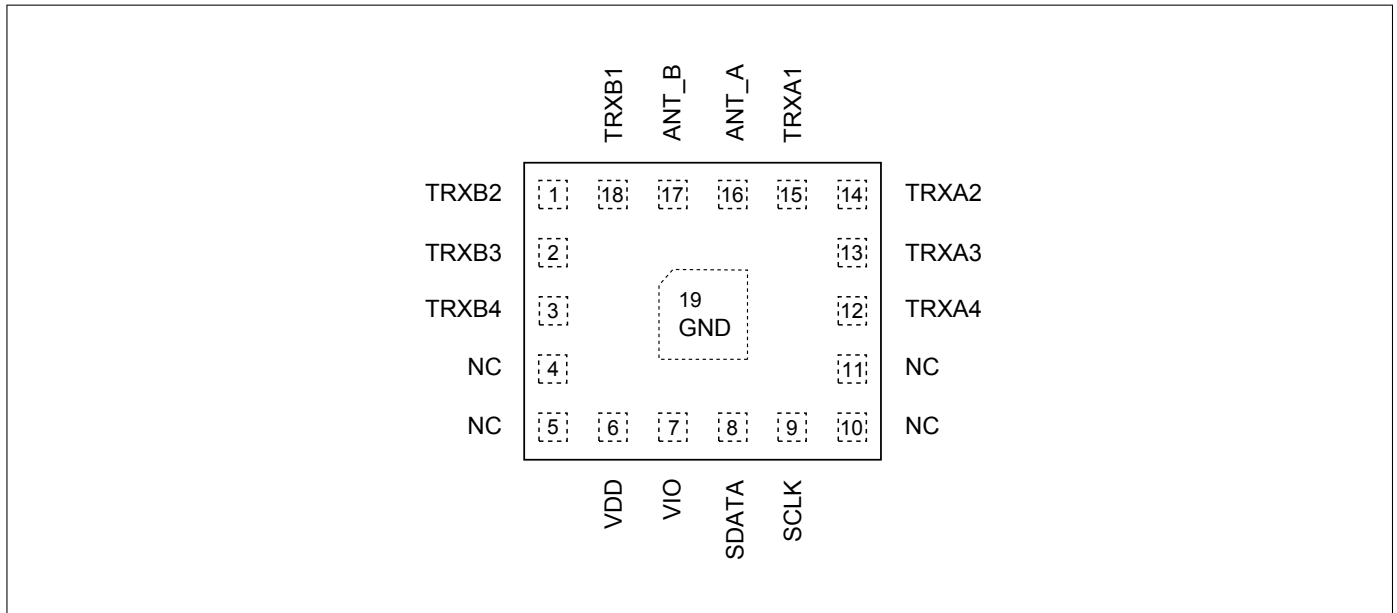 TRXB1
ANT_B
ANT_A
TRXA1
TRXB2 1 18 17 16 15 14 TRXA2
TRXB3 2 13 TRXA3
19
GND
TRXB4 3 12 TRXA4
NC 4 11 NC
NC 5 6 7 8 9 10 NC
VDD
VIO
SDATA
SCLK